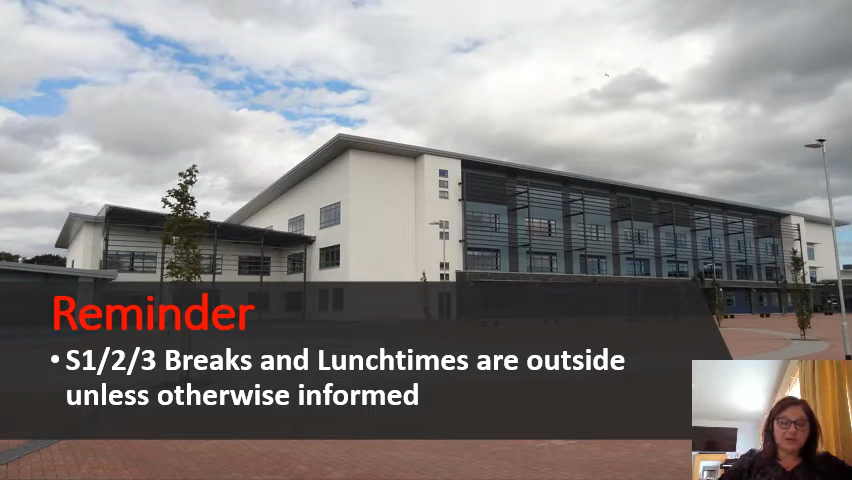 Reminder
• S1/2/3 Breaks and Lunchtimes are outside
unless otherwise informed